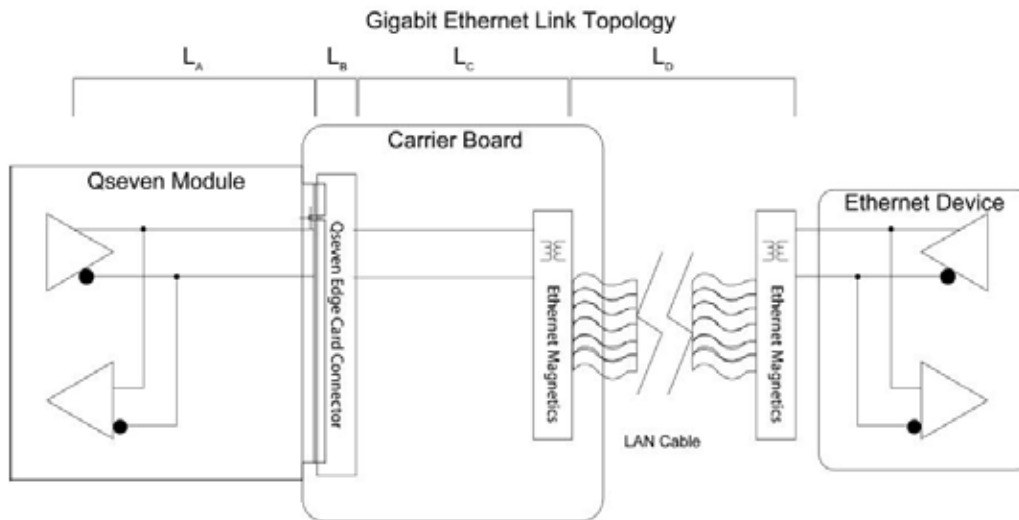 Gigabit Ethernet Link Topology
LA LB LC LD
Carrier Board
Qseven Module
Ethernet Device
Qseven Edge Card Connector
Ethernet Magnetics
Ethernet Magnetics
LAN Cable